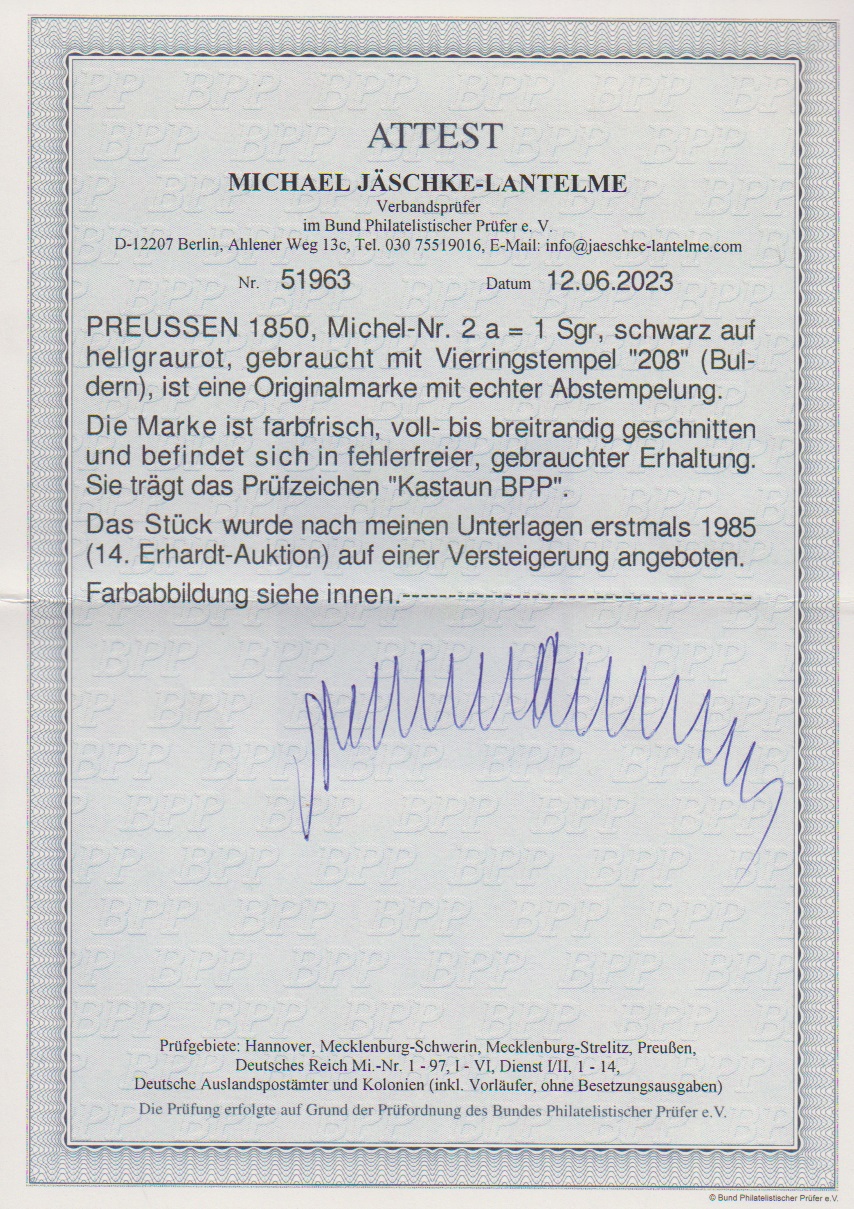 ATTEST
MICHAEL JÄSCHKE-LANTELME
Verbandsprüfer
im Bund Philatelistischer Prüfer e. V.
D-12207 Berlin, Ahlener Weg 13c, Tel. 030 75519016, E-Mail: info@jaeschke-lantelme.com
Nr. 51963 Datum 12.06.2023
PREUSSEN 1850, Michel-Nr. 2 a = 1 Sgr, schwarz auf
hellgraurot, gebraucht mit Vierringstempel "208" (Bul-
dern), ist eine Originalmarke mit echter Abstempelung.
Die Marke ist farbfrisch, voll- bis breitrandig geschnitten
und befindet sich in fehlerfreier, gebrauchter Erhaltung.
Sie trägt das Prüfzeichen "Kastaun BPP".
Das Stück wurde nach meinen Unterlagen erstmals 1985
(14. Erhardt-Auktion) auf einer Versteigerung angeboten.
Farbabbildung siehe innen.---------------------------------------
Prüfgebiete: Hannover, Mecklenburg-Schwerin, Mecklenburg-Strelitz, Preußen,
Deutsches Reich Mi.-Nr. 1 - 97, I - VI, Dienst I/II, 1 - 14,
Deutsche Auslandspostämter und Kolonien (inkl. Vorläufer, ohne Besetzungsausgaben)
Die Prüfung erfolgte auf Grund der Prüfordnung des Bundes Philatelistischer Prüfer e.V.
© Bund Philatelistischer Prüfer e.V.